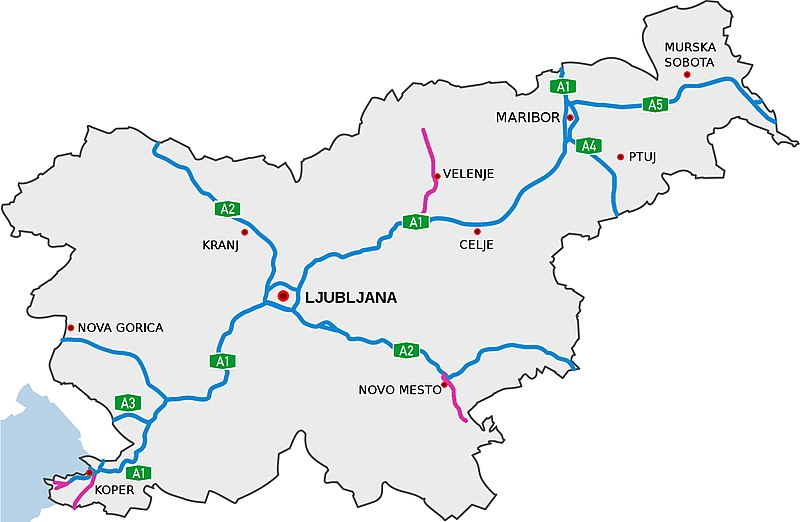 MURSKA
SOBOTA
A1
A5
MARIBOR
A4
PTUJ
VELENJE
A2
A1
KRANJ
CELJE
LJUBLJANA
NOVA GORICA
A1
A2
NOVO MESTO
A3
A1
KOPER